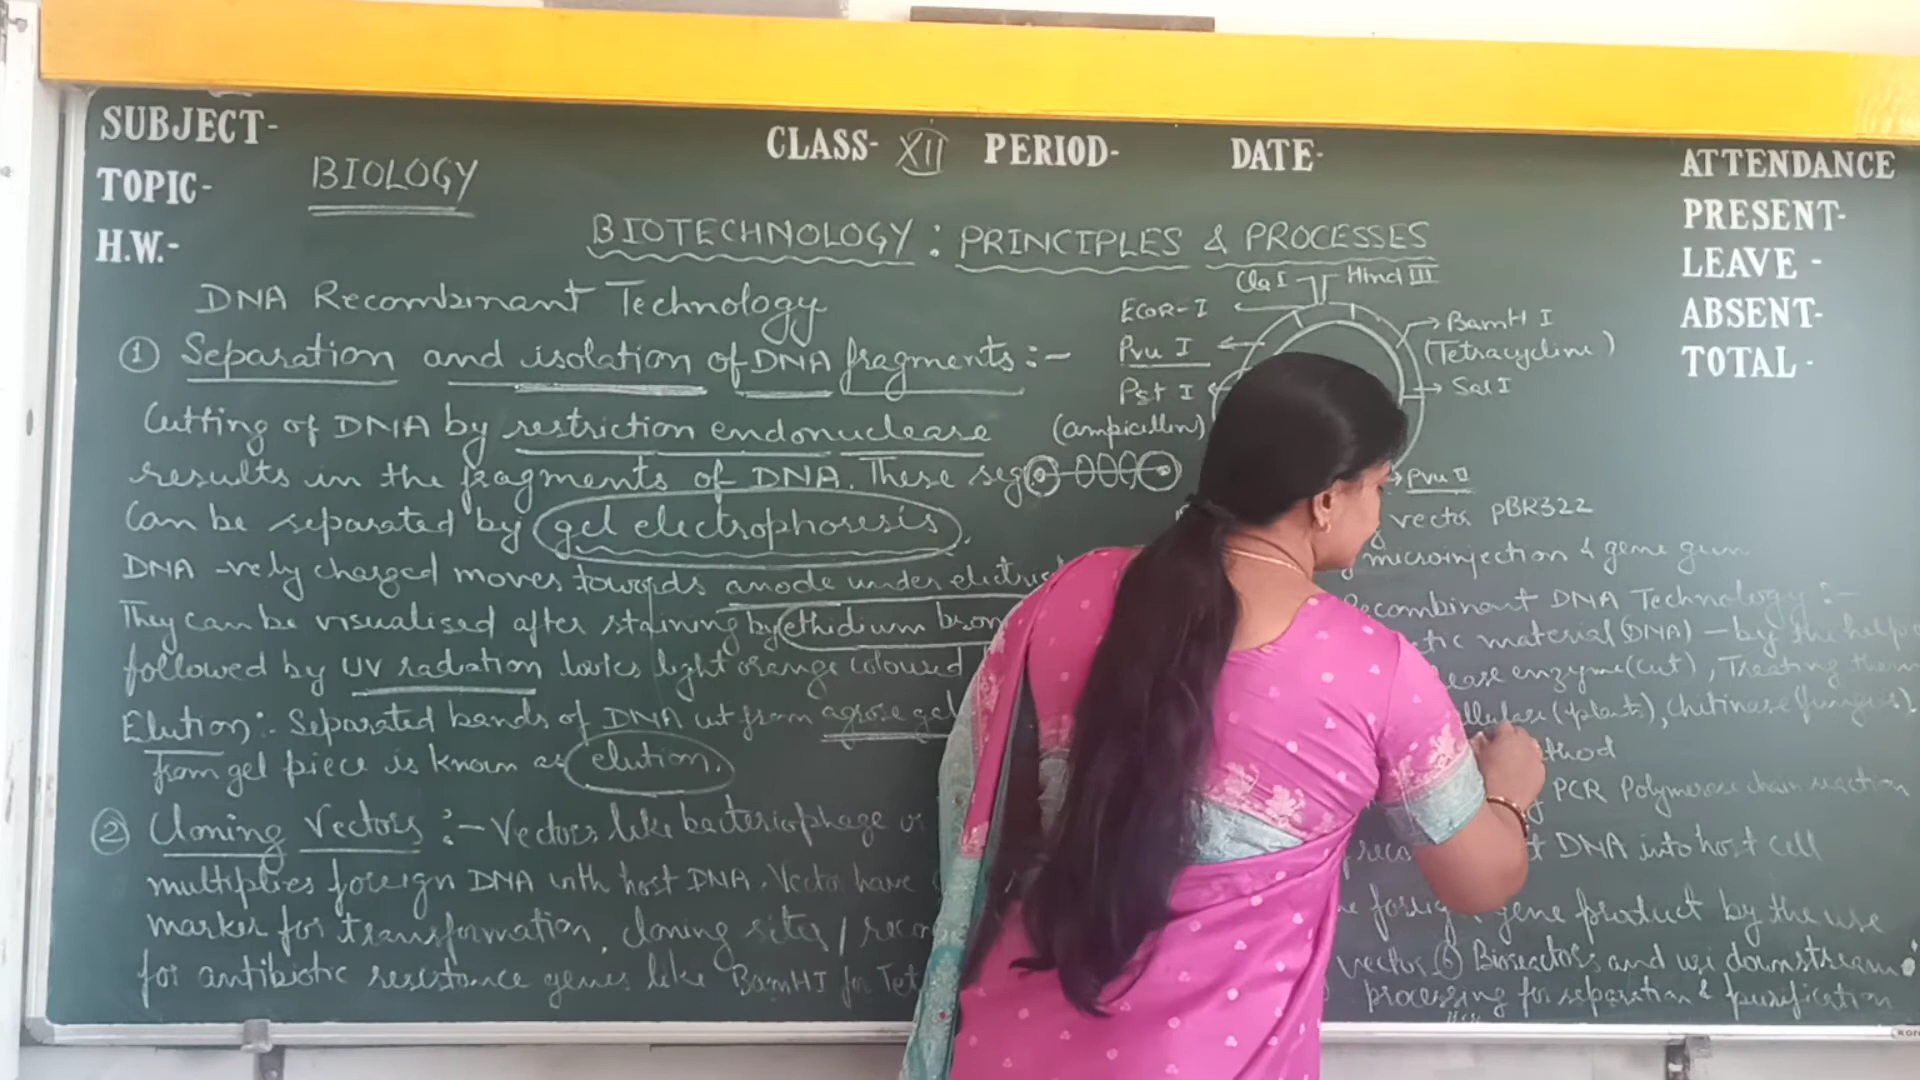 SUBJECT-
TOPIC-
H.W.-
BIOLOGY
CLASS- XII PERIOD- DATE-
ATTENDANCE
PRESENT-
LEAVE -
ABSENT-
TOTAL -
BIOTECHNOLOGY : PRINCIPLES & PROCESSES
DNA Recombinant Technology
① Separation and isolation of DNA fragments :-
Cutting of DNA by restriction endonuclease
results in the fragments of DNA. These seg
can be separated by gel electrophoresis.
DNA -vely charged moves towards anode under electric
They can be visualised after staining by ethidium brom
followed by UV radiation looks light orange coloured
Elution:- Separated bands of DNA cut from agrose gel
from gel piece is known as elution.
② Cloning Vectors :- Vectors like bacteriophage or
multiplies foreign DNA with host DNA. Vector have
marker for transformation, cloning sites / recog
for antibiotic resistance genes like BamHI for Tet
Cla I Hind III
EcoR-I
BamH I
Pvu I
(Tetracycline)
Pst I
Sal I
(ampicillin)
Pvu II
vector pBR322
microinjection & gene gun
Recombinant DNA Technology :-
etic material (DNA) - by the help o
ease enzyme (cut), Treating them
cellulase (plants), chitinase (fungus).
thod
PCR Polymerase chain reaction
DNA into host cell
foreign gene product by the use
vector ⑥ Bioreactors and use downstream
processing for separation & purification